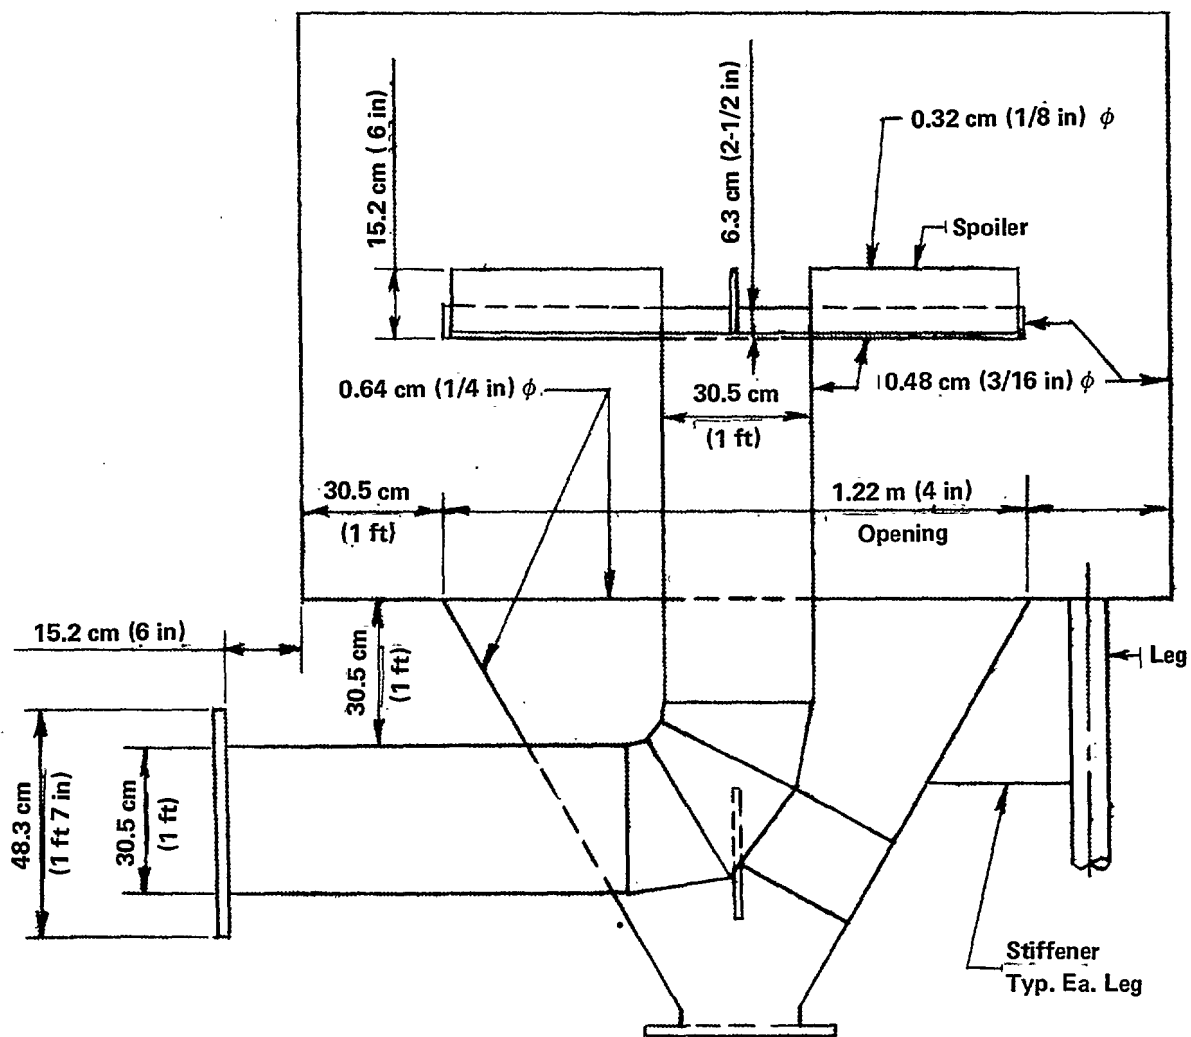 15.2 cm ( 6 in)
6.3 cm (2-1/2 in)
0.32 cm (1/8 in) ϕ
Spoiler
0.64 cm (1/4 in) ϕ
30.5 cm
(1 ft)
0.48 cm (3/16 in) ϕ
30.5 cm
(1 ft)
1.22 m (4 in)
Opening
15.2 cm (6 in)
30.5 cm
(1 ft)
Leg
48.3 cm
(1 ft 7 in)
30.5 cm
(1 ft)
Stiffener
Typ. Ea. Leg